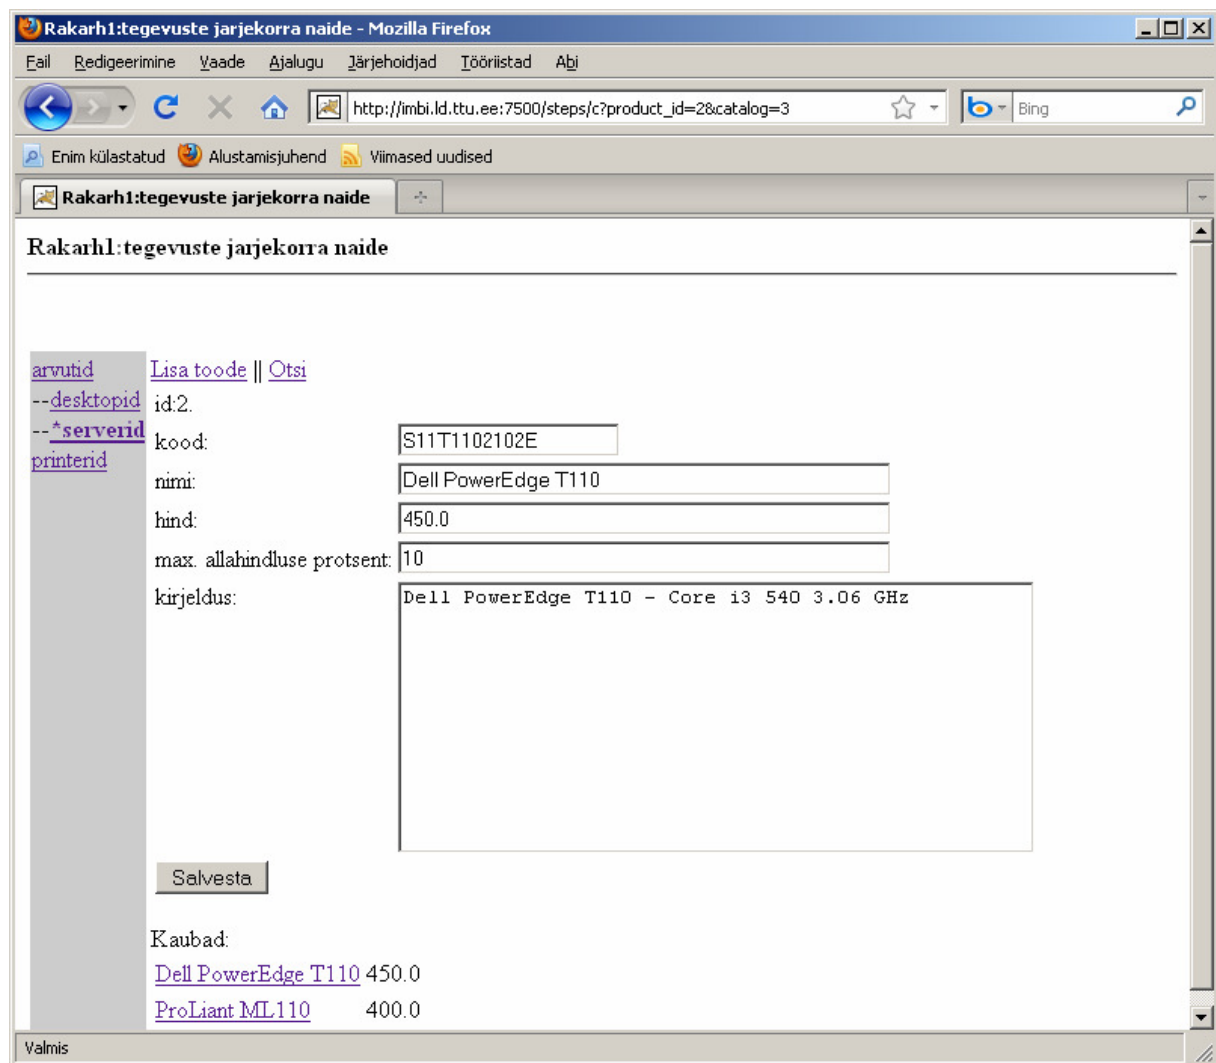 Rakarh1:tegevuste jarjekorra naide - Mozilla Firefox
Fail Redigeerimine Vaade Ajalugu Järjehoidjad Tööriistad Abi
http://imbi.ld.ttu.ee:7500/steps/c?product_id=2&catalog=3 Bing
Enim külastatud Alustamisjuhend Viimased uudised
Rakarh1:tegevuste jarjekorra naide
Rakarh1:tegevuste jarjekorra naide
arvutid Lisa toode || Otsi
--desktopid id:2.
--*serverid kood: S11T1102102E
printerid nimi: Dell PowerEdge T110
hind: 450.0
max. allahindluse protsent: 10
kirjeldus: Dell PowerEdge T110 - Core i3 540 3.06 GHz
Salvesta
Kaubad:
Dell PowerEdge T110 450.0
ProLiant ML110 400.0
Valmis